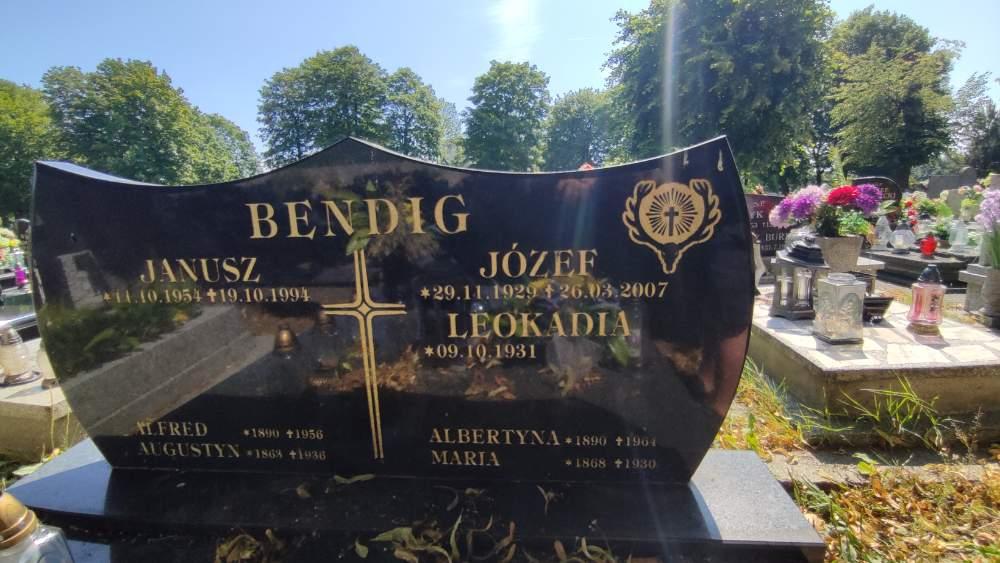 BENDIG
JANUSZ
*14.10.1954 ✝19.10.1994
JÓZEF
*29.11.1929 ✝ 26.03.2007
LEOKADIA
*09.10.1931
ALFRED *1890 ✝1956
AUGUSTYN *1863 ✝1936
ALBERTYNA *1890 ✝1964
MARIA *1868 ✝1930